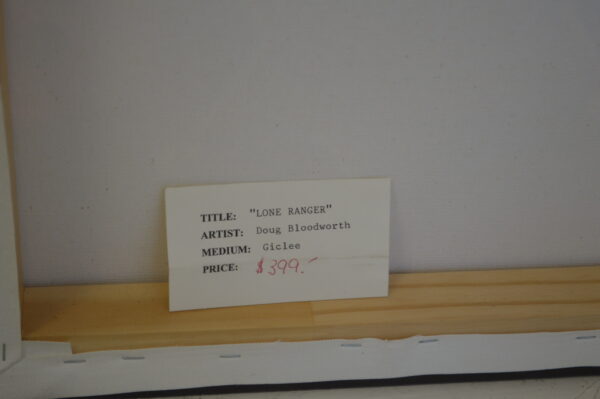 TITLE: "LONE RANGER"
ARTIST: Doug Bloodworth
MEDIUM: Giclee
PRICE: $399.-